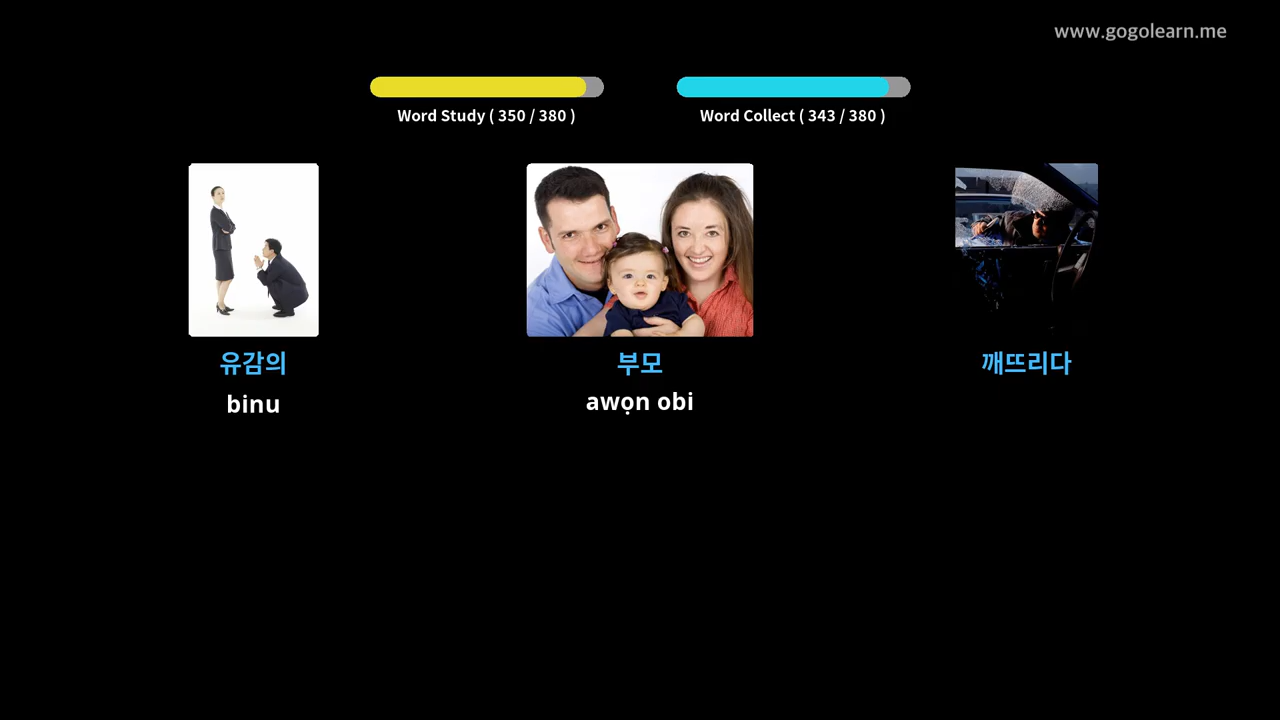 www.gogolearn.me
Word Study ( 350 / 380 )
Word Collect ( 343 / 380 )
유감의
부모
깨뜨리다
binu
awọn obi